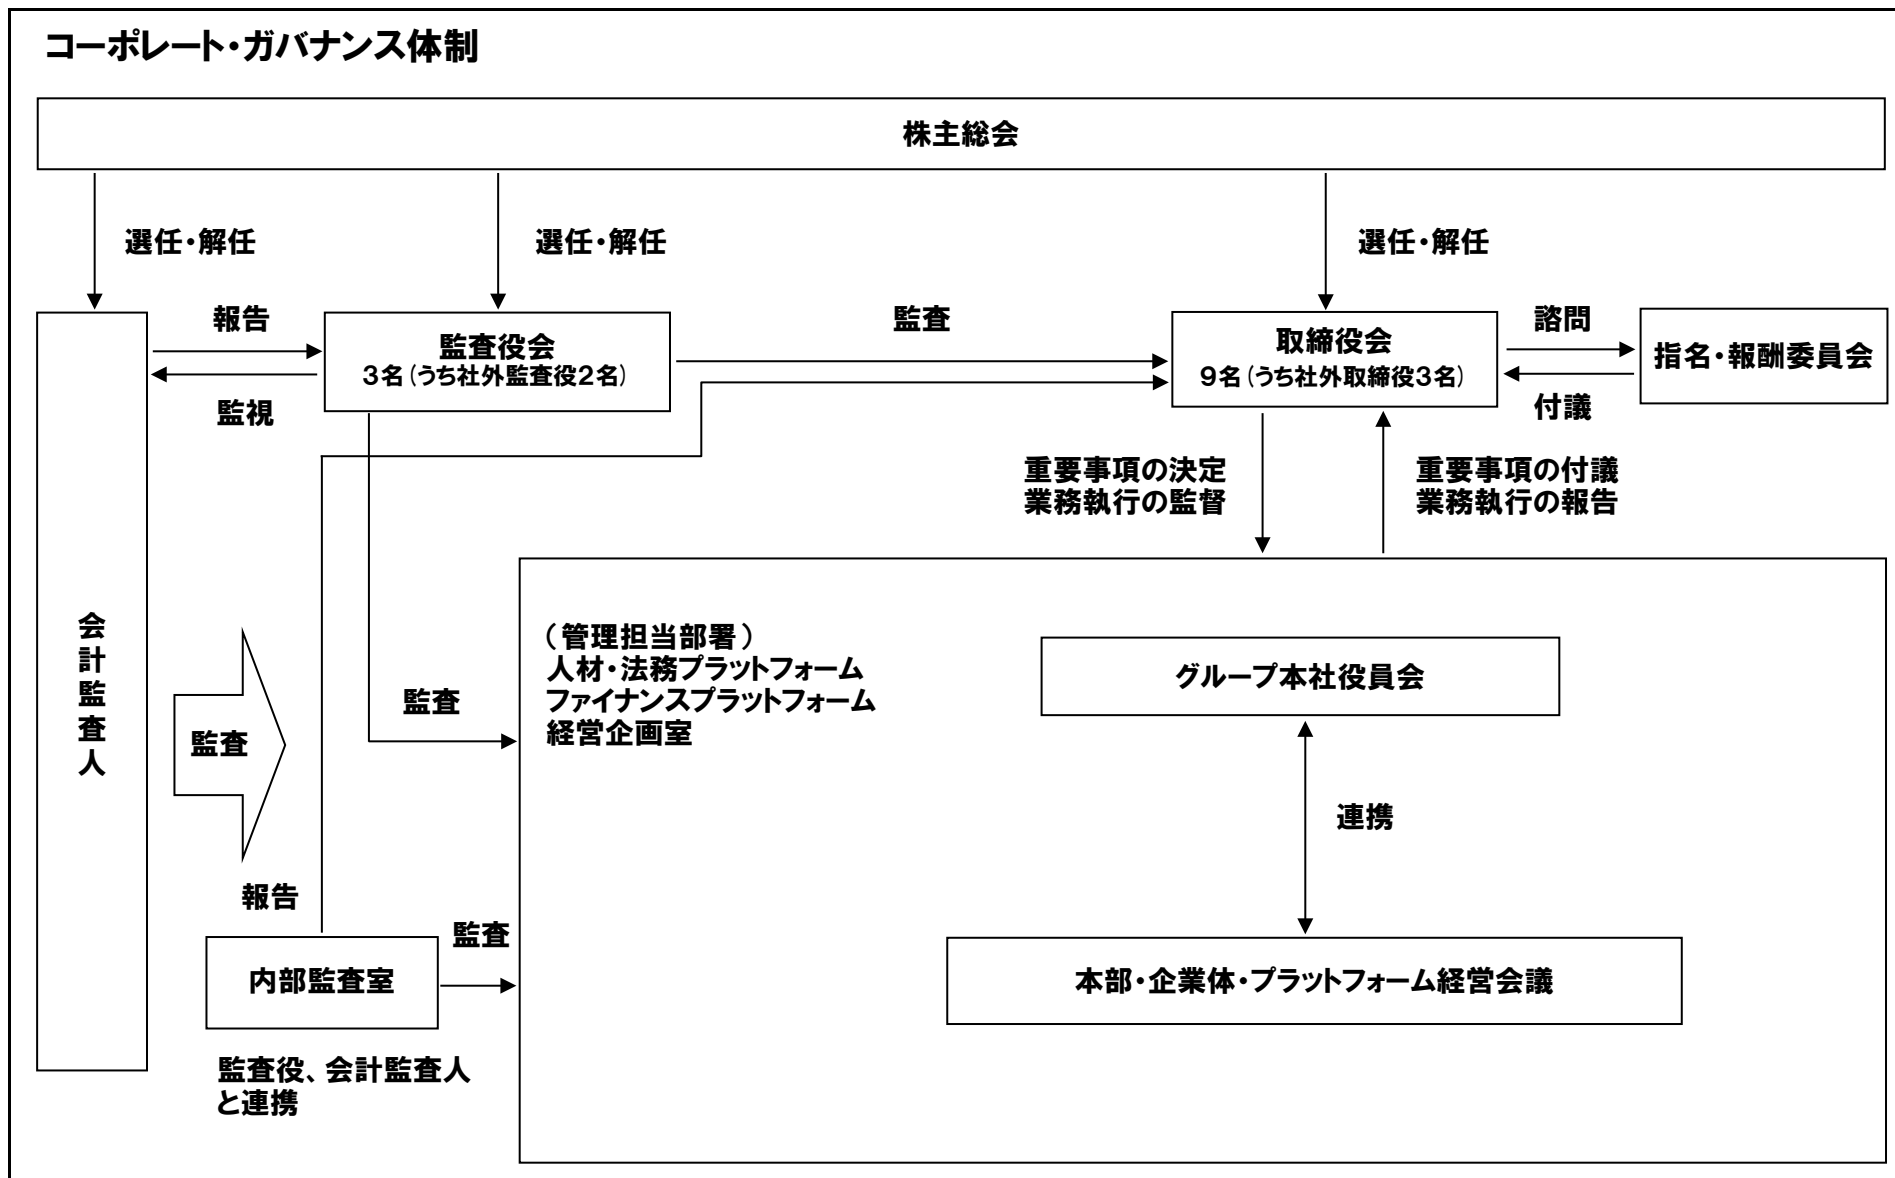 コーポレート・ガバナンス体制
株主総会
選任・解任
選任・解任
選任・解任
報告
監視
監査役会
3名(うち社外監査役2名)
監査
取締役会
9名(うち社外取締役3名)
諮問
付議
指名・報酬委員会
重要事項の決定
業務執行の監督
重要事項の付議
業務執行の報告
会計監査人
監査
監査
(管理担当部署)
人材・法務プラットフォーム
ファイナンスプラットフォーム
経営企画室
グループ本社役員会
連携
報告
監査
内部監査室
本部・企業体・プラットフォーム経営会議
監査役、会計監査人
と連携